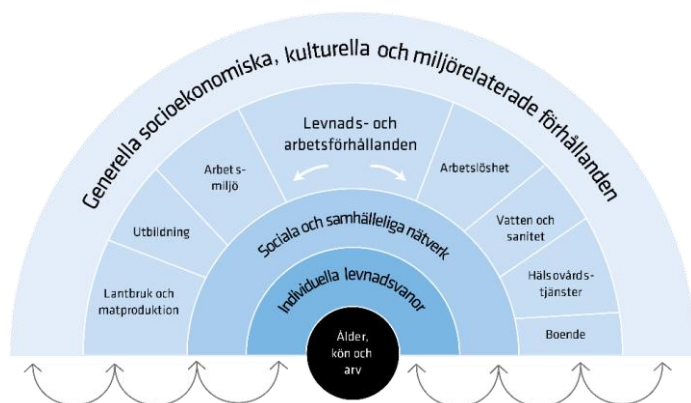 Generella socioekonomiska, kulturella och miljörelaterade förhållanden
Levnads- och
arbetsförhållanden
Arbets-
miljö
Arbetslöshet
Utbildning
Vatten och
sanitet
Lantbruk och
matproduktion
Hälsovårds-
tjänster
Boende
Sociala och samhälleliga nätverk
Individuella levnadsvanor
Ålder,
kön och
arv